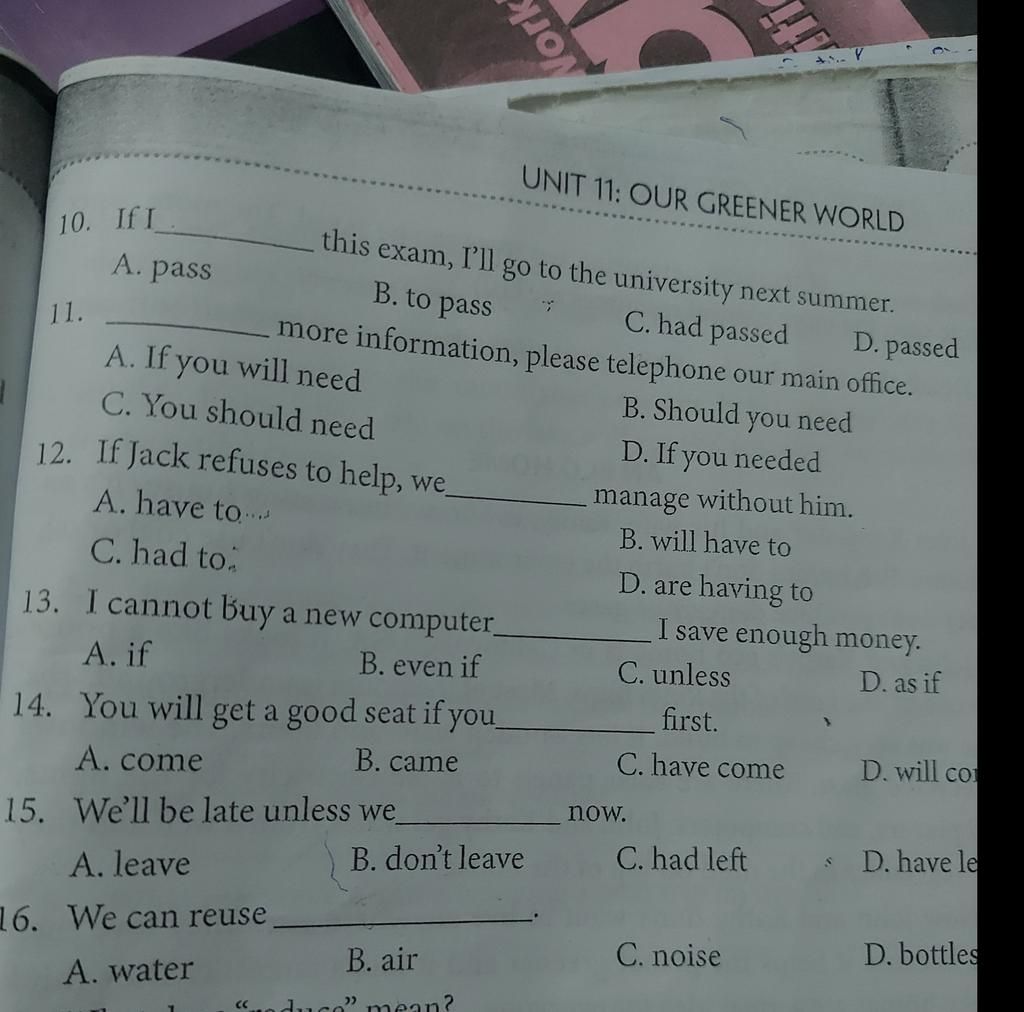 Work
UNIT 11: OUR GREENER WORLD
10. If I__________ this exam, I'll go to the university next summer.
A. pass B. to pass C. had passed D. passed
11. __________ more information, please telephone our main office.
A. If you will need B. Should you need
C. You should need D. If you needed
12. If Jack refuses to help, we__________ manage without him.
A. have to B. will have to
C. had to D. are having to
13. I cannot buy a new computer__________ I save enough money.
A. if B. even if C. unless D. as if
14. You will get a good seat if you__________ first.
A. come B. came C. have come D. will
15. We'll be late unless we__________ now.
A. leave B. don't leave C. had left D. have
16. We can reuse __________.
A. water B. air C. noise D. bottles
mean?